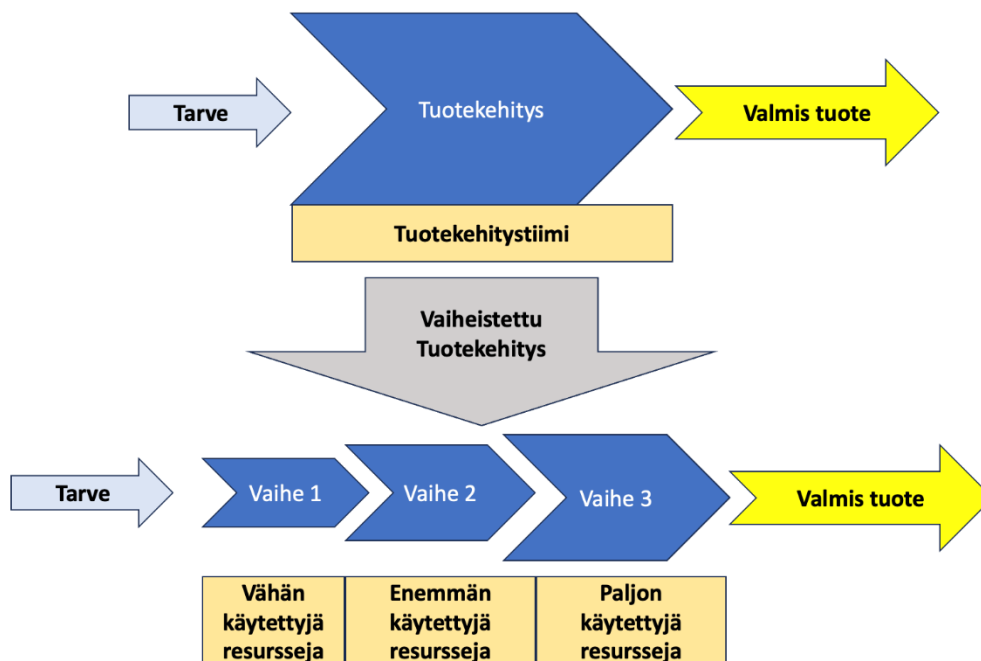 Tarve
Tuotekehitys
Valmis tuote
Tuotekehitystiimi
Vaiheistettu
Tuotekehitys
Tarve
Vaihe 1
Vaihe 2
Vaihe 3
Valmis tuote
Vähän
käytettyjä
resursseja
Enemmän
käytettyjä
resursseja
Paljon
käytettyjä
resursseja